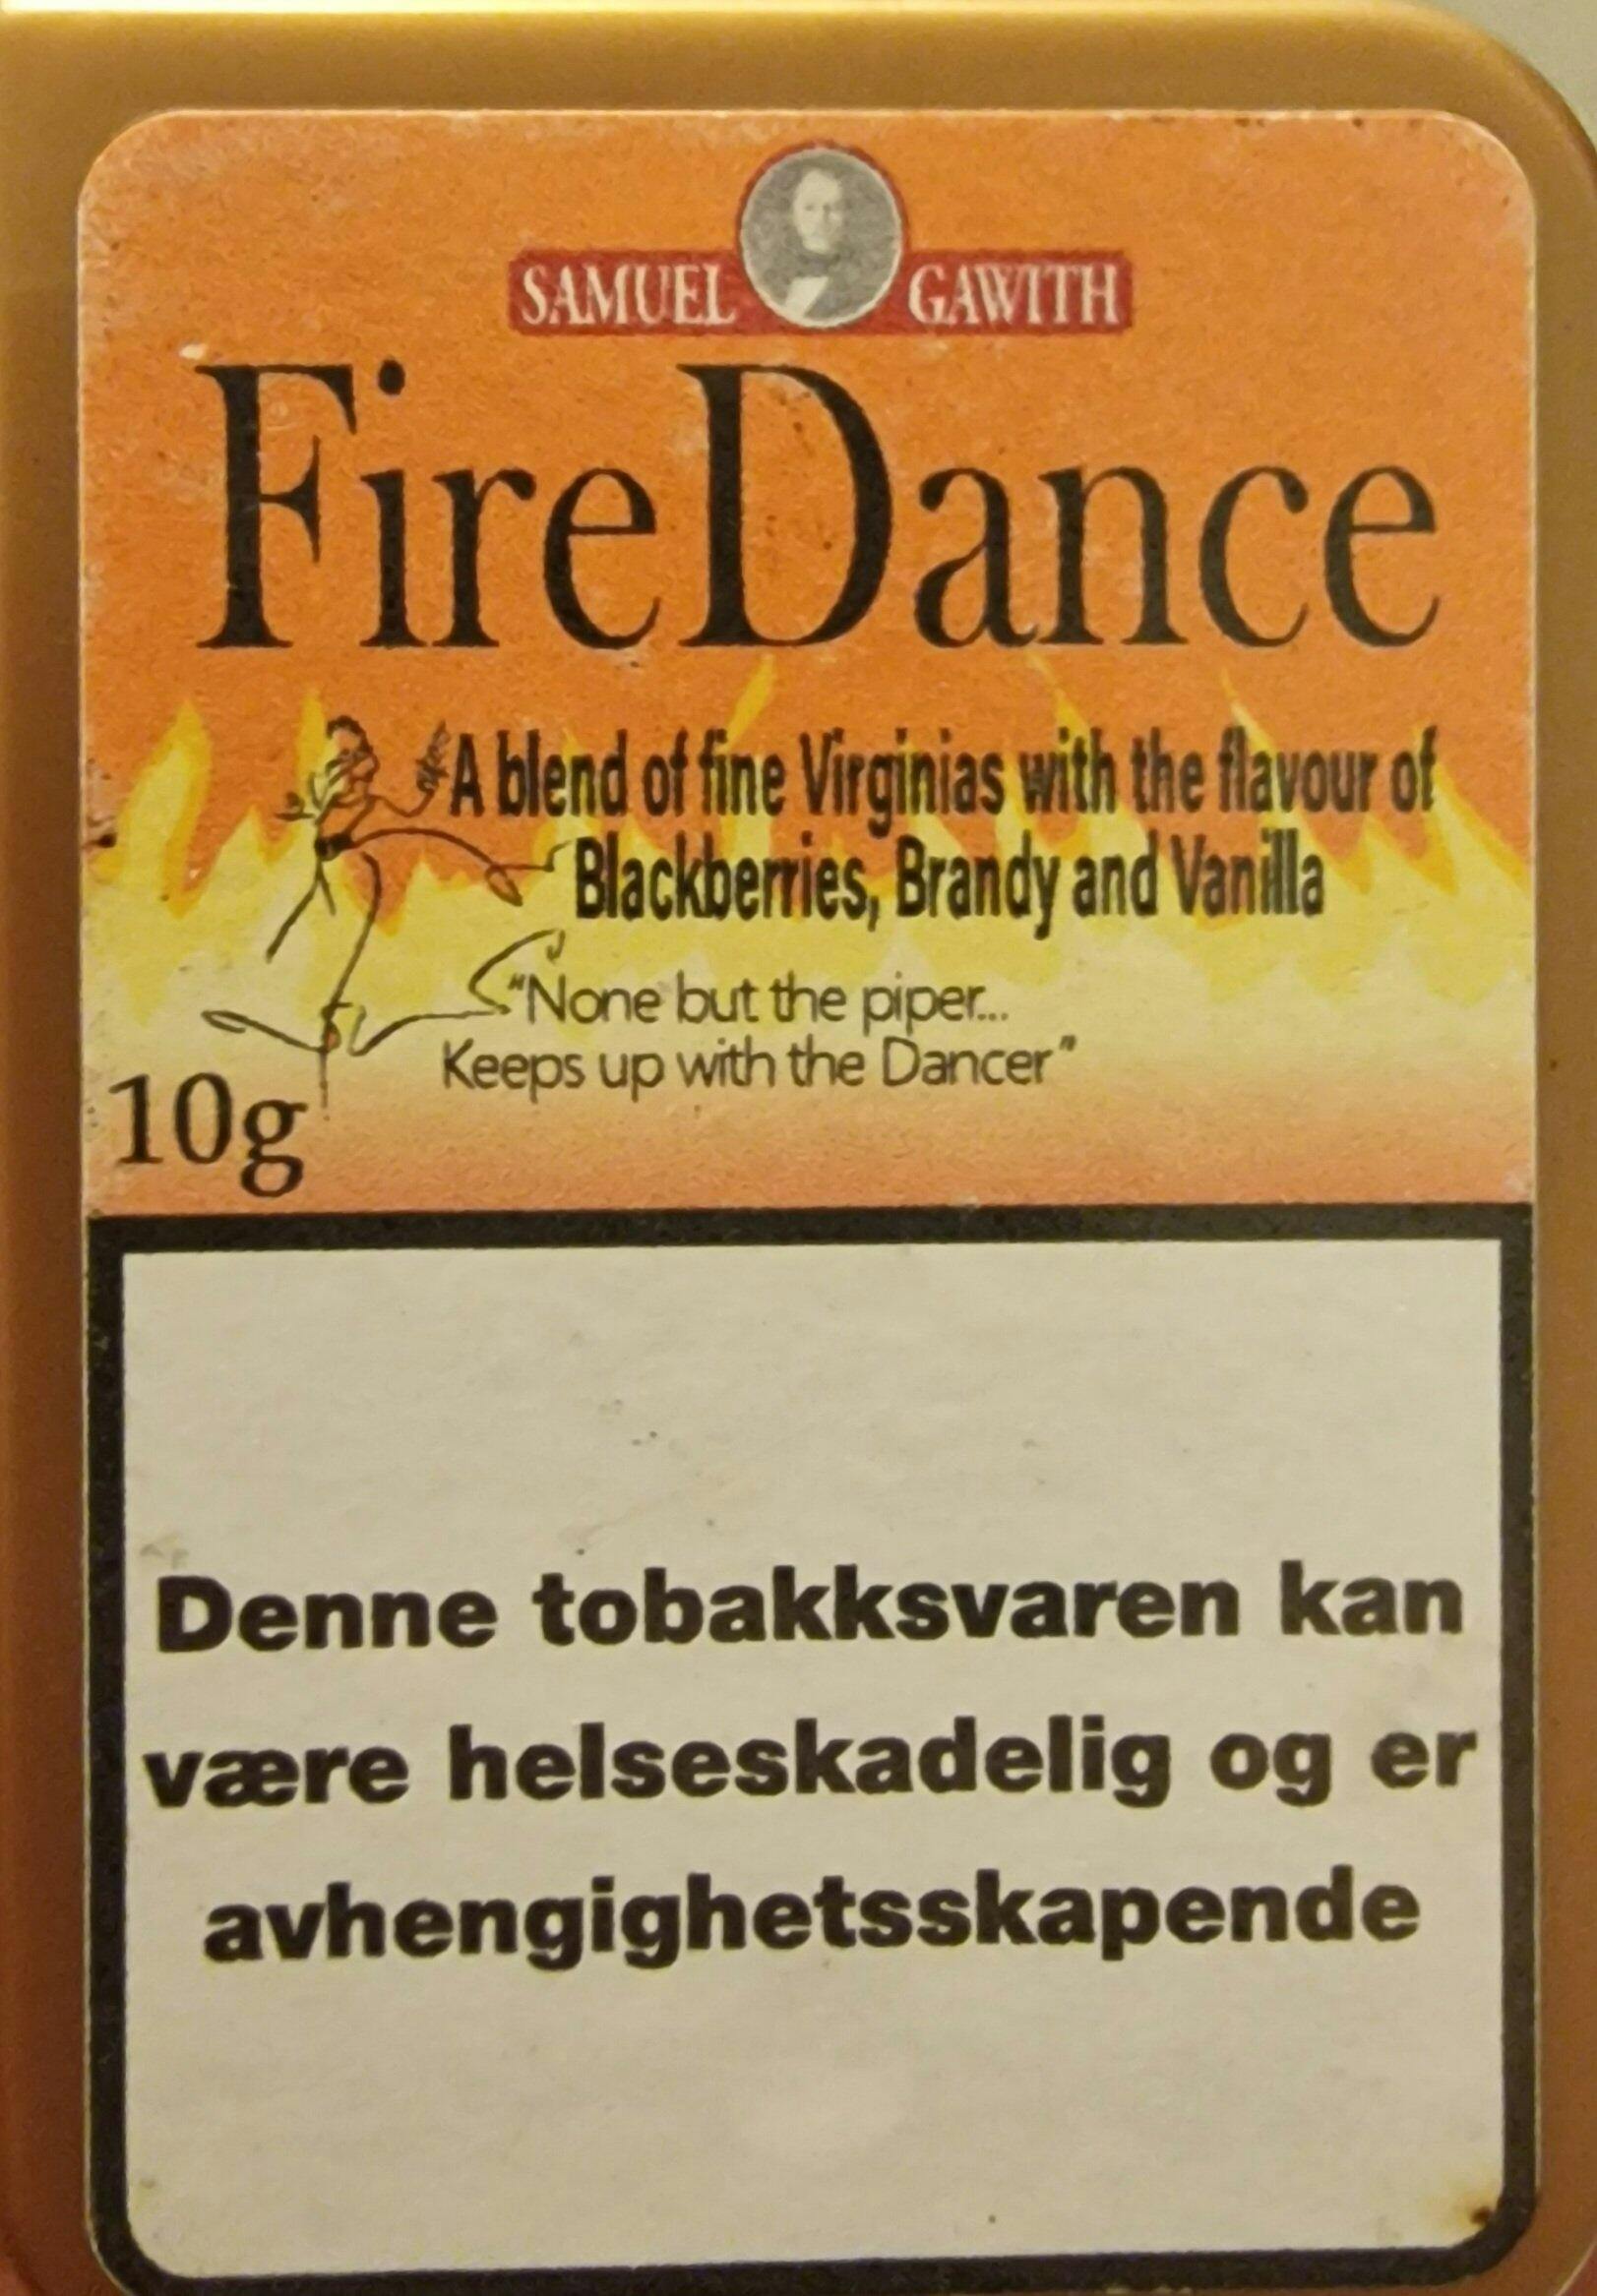 SAMUEL GAWITH
FireDance
A blend of fine Virginias with the flavour of
Blackberries, Brandy and Vanilla
"None but the piper...
Keeps up with the Dancer"
10g
Denne tobakksvaren kan
være helseskadelig og er
avhengighetsskapende